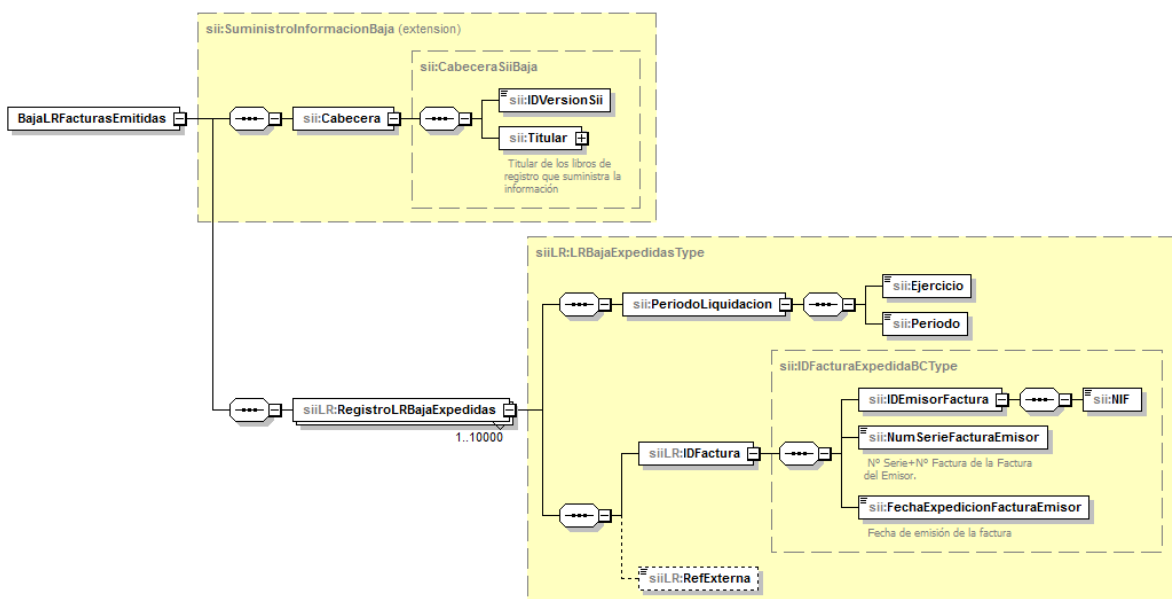 sii:SuministroInformacionBaja (extension)
sii:CabeceraSiiBaja
sii:IDVersionSii
BajaLRFacturasEmitidas
sii:Cabecera
sii:Titular
Titular de los libros de
registro que suministra la
información
siiLR:LRBajaExpedidasType
sii:Ejercicio
sii:PeriodoLiquidacion
sii:Periodo
sii:IDFacturaExpedidaBCType
sii:IDEmisorFactura
sii:NIF
siiLR:RegistroLRBajaExpedidas
1..10000
sii:NumSerieFacturaEmisor
Nº Serie+Nº Factura de la Factura
del Emisor.
siiLR:IDFactura
sii:FechaExpedicionFacturaEmisor
Fecha de emisión de la factura
siiLR:RefExterna